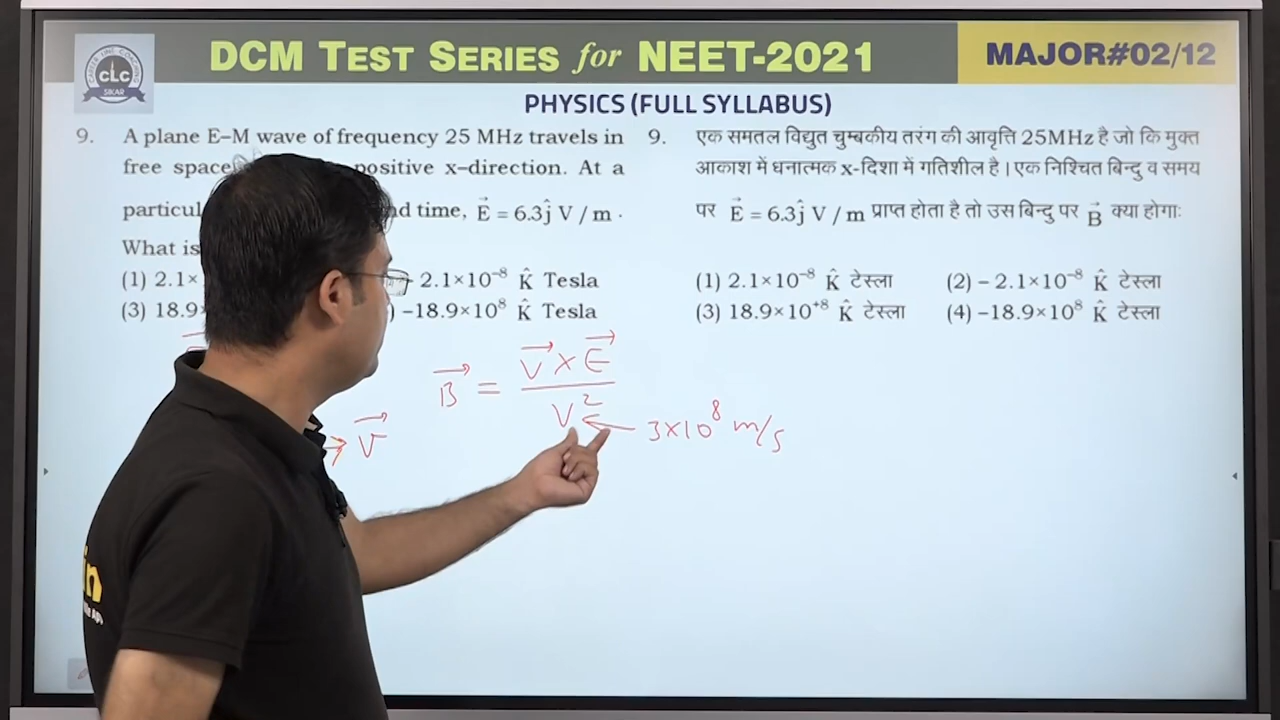 DCM TEST SERIES for NEET-2021
MAJOR#02/12
CLC
SIKAR
PHYSICS (FULL SYLLABUS)
9. A plane E–M wave of frequency 25 MHz travels in
free space positive x–direction. At a
time, E⃗ = 6.3ĵ V / m .
What is
(1) 2.1× – 2.1×10⁻⁸ K̂ Tesla
(3) 18.9× –18.9×10⁸ K̂ Tesla
9. एक समतल विद्युत चुम्बकीय तरंग की आवृत्ति 25MHz है जो कि मुक्त
आकाश में धनात्मक x-दिशा में गतिशील है। एक निश्चित बिन्दु व समय
पर E⃗ = 6.3ĵ V / m प्राप्त होता है तो उस बिन्दु पर B⃗ क्या होगाः
(1) 2.1×10⁻⁸ K̂ टेस्ला (2) – 2.1×10⁻⁸ K̂ टेस्ला
(3) 18.9×10⁺⁸ K̂ टेस्ला (4) –18.9×10⁸ K̂ टेस्ला
B⃗ = V⃗ × E⃗ / V²
3×10⁸ m/s
V⃗
in